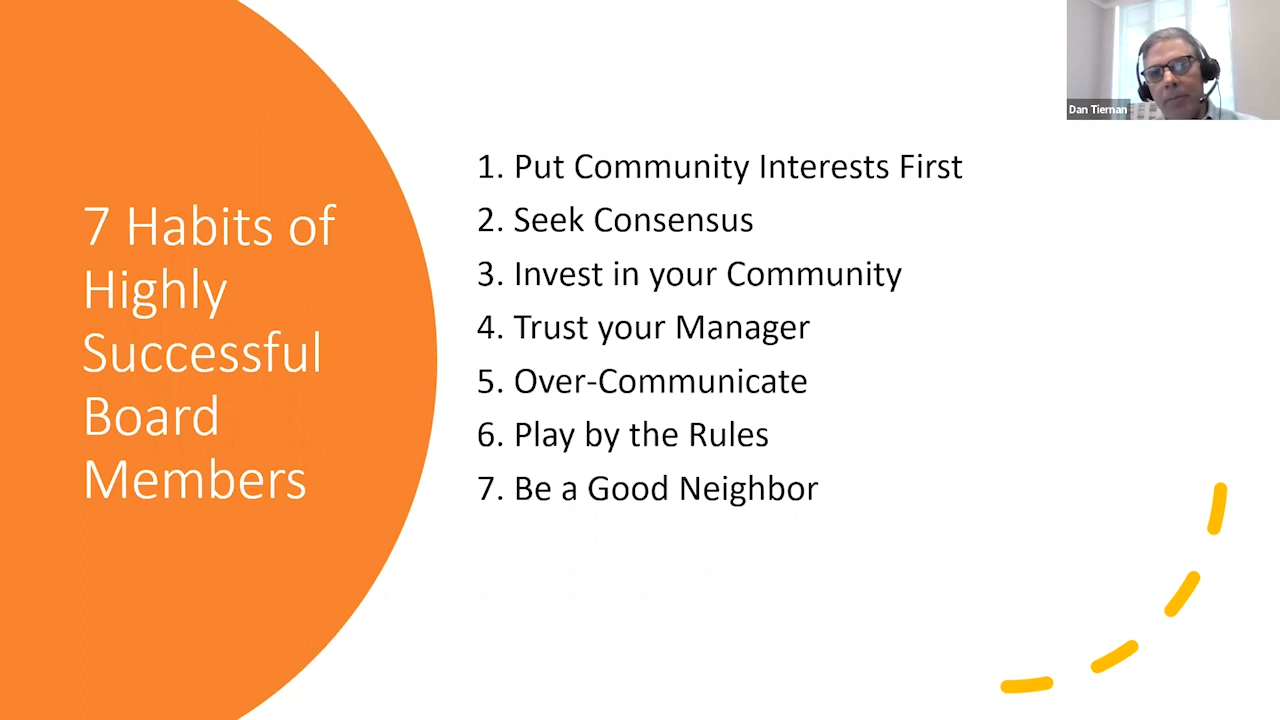 7 Habits of
Highly
Successful
Board
Members
1. Put Community Interests First
2. Seek Consensus
3. Invest in your Community
4. Trust your Manager
5. Over-Communicate
6. Play by the Rules
7. Be a Good Neighbor
Dan Tiernan